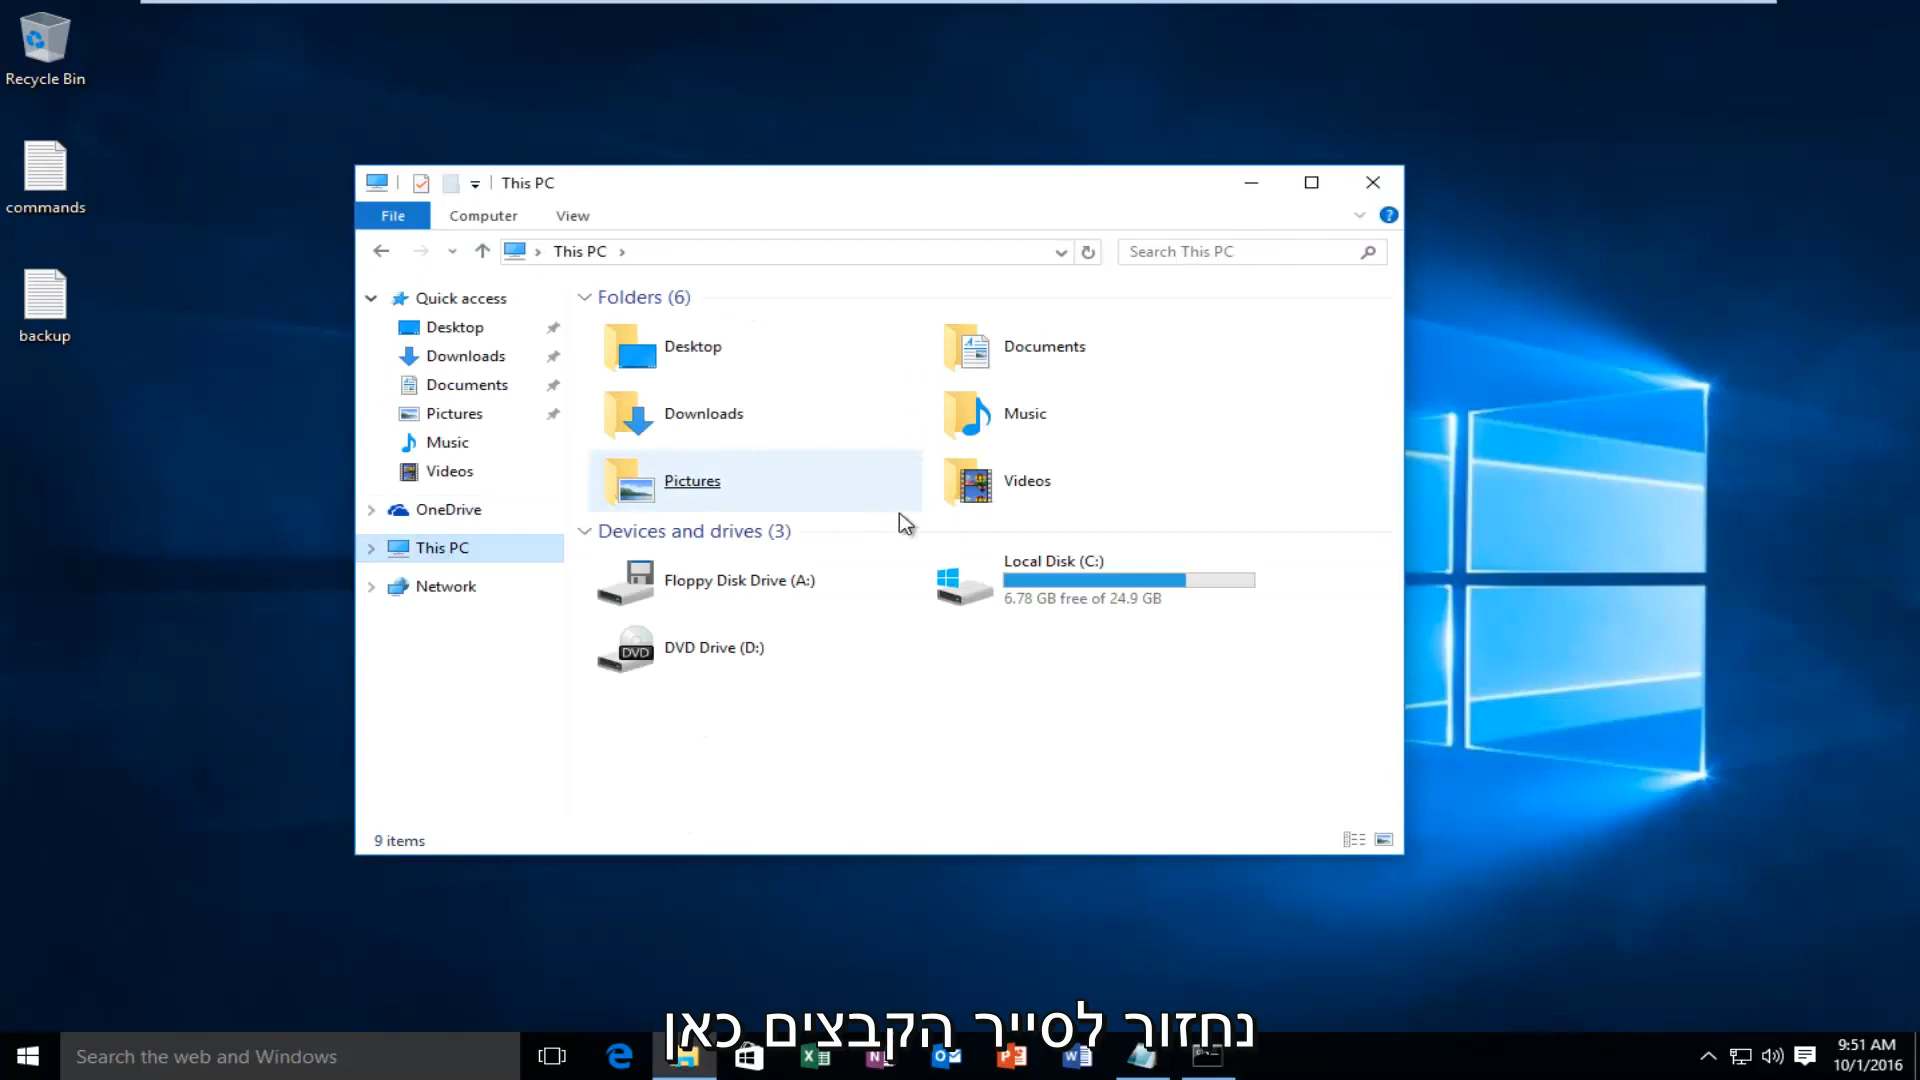 Recycle Bin
commands
backup
This PC
File Computer View
This PC
Search This PC
Quick access
Desktop
Downloads
Documents
Pictures
Music
Videos
OneDrive
This PC
Network
Folders (6)
Desktop
Documents
Downloads
Music
Pictures
Videos
Devices and drives (3)
Floppy Disk Drive (A:)
Local Disk (C:)
6.78 GB free of 24.9 GB
DVD
DVD Drive (D:)
9 items
נחזור לסייר הקבצים כאן
Search the web and Windows
9:51 AM
10/1/2016